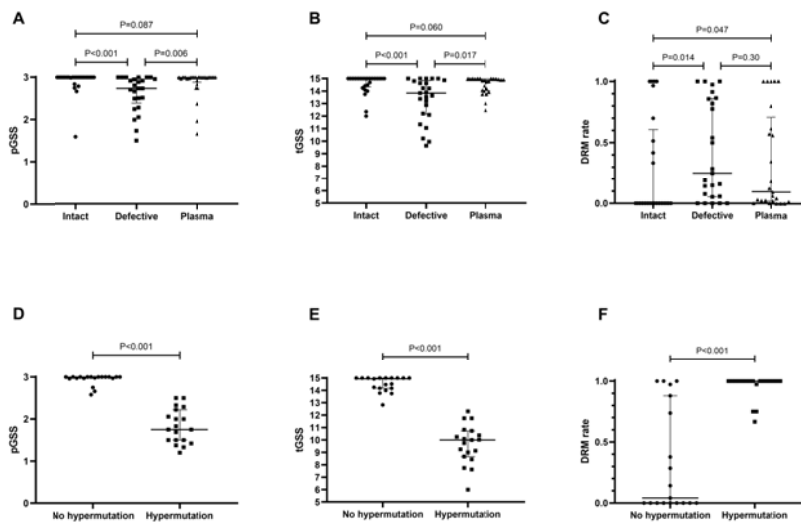 A
P=0.087
P<0.001
P=0.006
pGSS
3
2
1
0
Intact
Defective
Plasma
B
P=0.060
P<0.001
P=0.017
tGSS
15
14
13
12
11
10
9
8
7
6
5
Intact
Defective
Plasma
C
P=0.047
P=0.014
P=0.30
DRM rate
1.0
0.5
0.0
Intact
Defective
Plasma
D
P<0.001
pGSS
3
2
1
0
No hypermutation
Hypermutation
E
P<0.001
tGSS
15
14
13
12
11
10
9
8
7
6
5
No hypermutation
Hypermutation
F
P<0.001
DRM rate
1.0
0.5
0.0
No hypermutation
Hypermutation